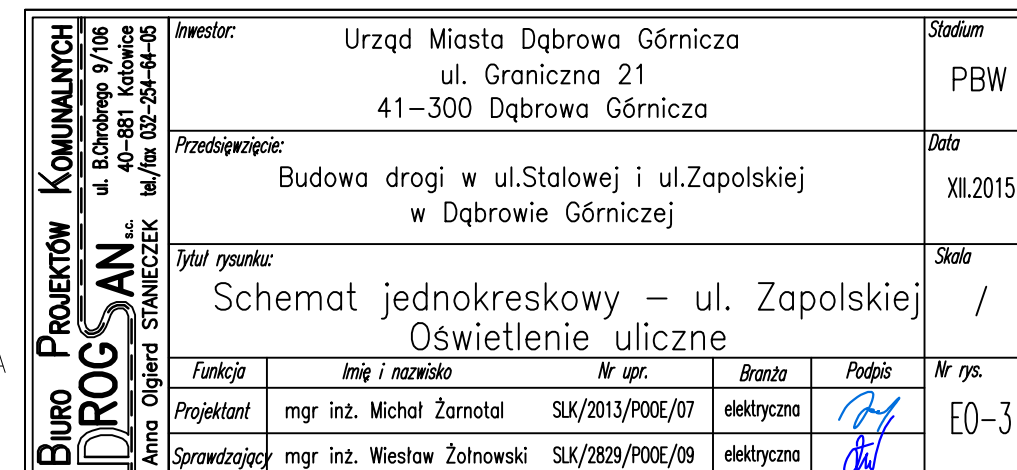 BIURO PROJEKTÓW KOMUNALNYCH
DROGSAN s.c.
ul. B.Chrobrego 9/106
40-881 Katowice
tel./fax 032-254-64-05
Anna Olgierd STANIECZEK
Inwestor:
Urząd Miasta Dąbrowa Górnicza
ul. Graniczna 21
41-300 Dąbrowa Górnicza
Stadium
PBW
Przedsięwzięcie:
Budowa drogi w ul.Stalowej i ul.Zapolskiej
w Dąbrowie Górniczej
Data
XII.2015
Tytuł rysunku:
Schemat jednokreskowy - ul. Zapolskiej
Oświetlenie uliczne
Skala
/
Funkcja Imię i nazwisko Nr upr. Branża Podpis
Nr rys.
EO-3
Projektant mgr inż. Michał Żarnotal SLK/2013/POOE/07 elektryczna
Sprawdzający mgr inż. Wiesław Żołnowski SLK/2829/POOE/09 elektryczna